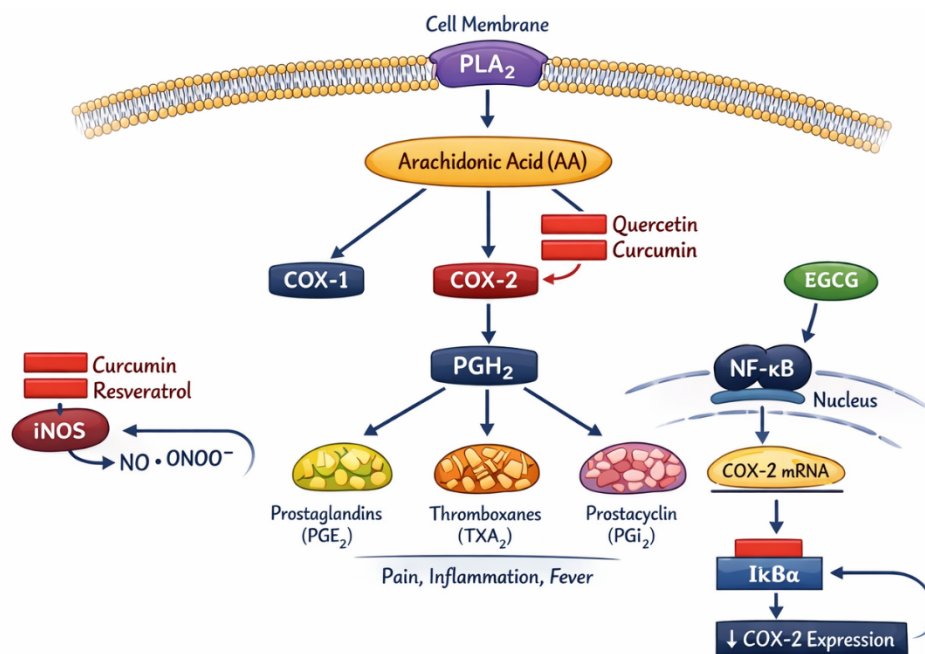 Cell Membrane
PLA₂
Arachidonic Acid (AA)
Quercetin
Curcumin
COX-1
COX-2
EGCG
Curcumin
Resveratrol
PGH₂
NF-κB
Nucleus
iNOS
NO • ONOO⁻
COX-2 mRNA
Prostaglandins
(PGE₂)
Thromboxanes
(TXA₂)
Prostacyclin
(PGi₂)
Pain, Inflammation, Fever
IkBα
↓ COX-2 Expression